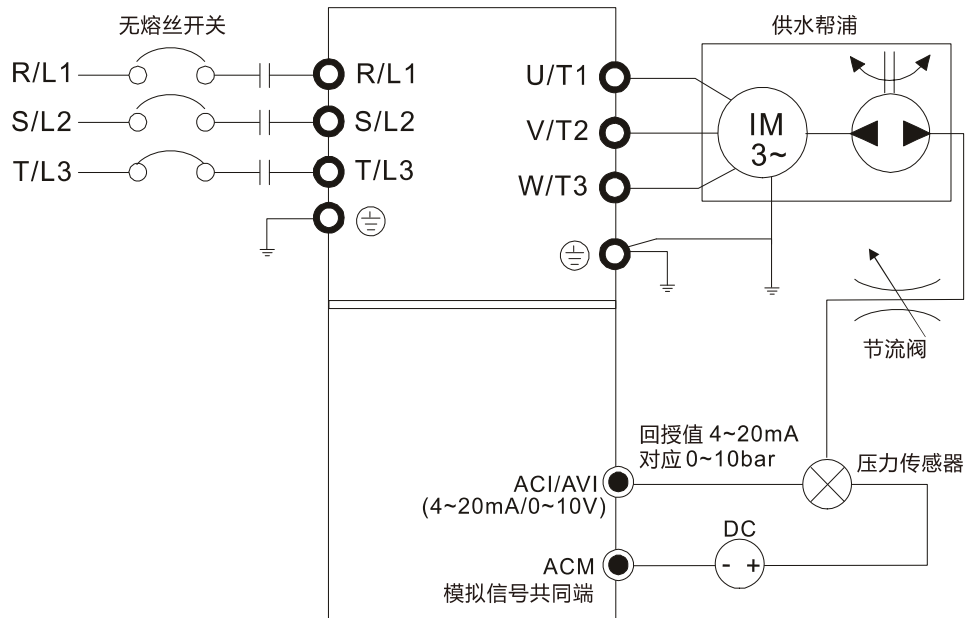 无熔丝开关
供水帮浦
R/L1
R/L1
U/T1
S/L2
S/L2
V/T2
IM
3~
T/L3
T/L3
W/T3
节流阀
回授值 4~20mA
对应 0~10bar
压力传感器
ACI/AVI
(4~20mA/0~10V)
DC
- +
ACM
模拟信号共同端